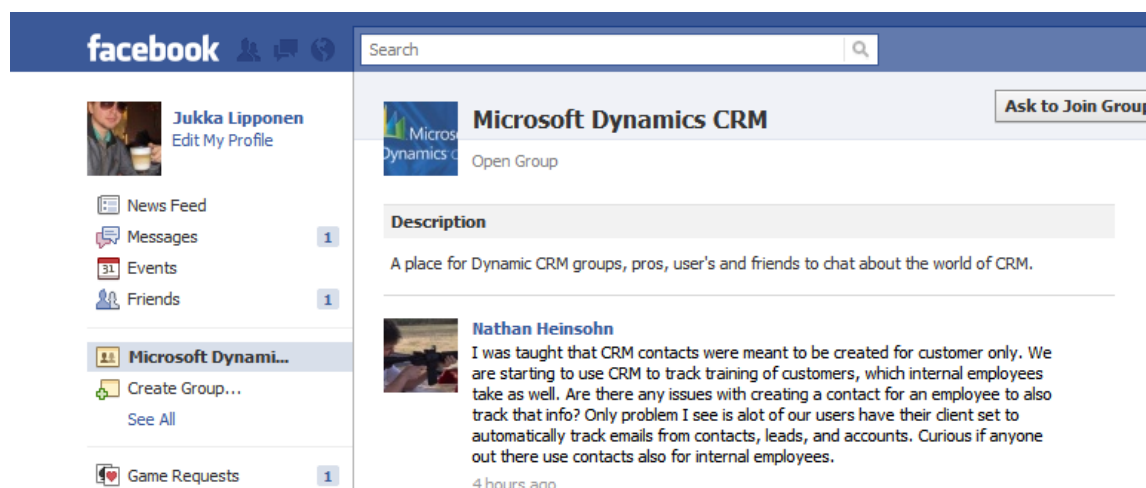 facebook
Search
Jukka Lipponen
Edit My Profile
News Feed
Messages 1
31 Events
Friends 1
Microsoft Dynami...
Create Group...
See All
Game Requests 1
Micros
Dynamics c
Microsoft Dynamics CRM
Ask to Join Group
Open Group
Description
A place for Dynamic CRM groups, pros, user's and friends to chat about the world of CRM.
Nathan Heinsohn
I was taught that CRM contacts were meant to be created for customer only. We
are starting to use CRM to track training of customers, which internal employees
take as well. Are there any issues with creating a contact for an employee to also
track that info? Only problem I see is alot of our users have their client set to
automatically track emails from contacts, leads, and accounts. Curious if anyone
out there use contacts also for internal employees.
4 hours ago